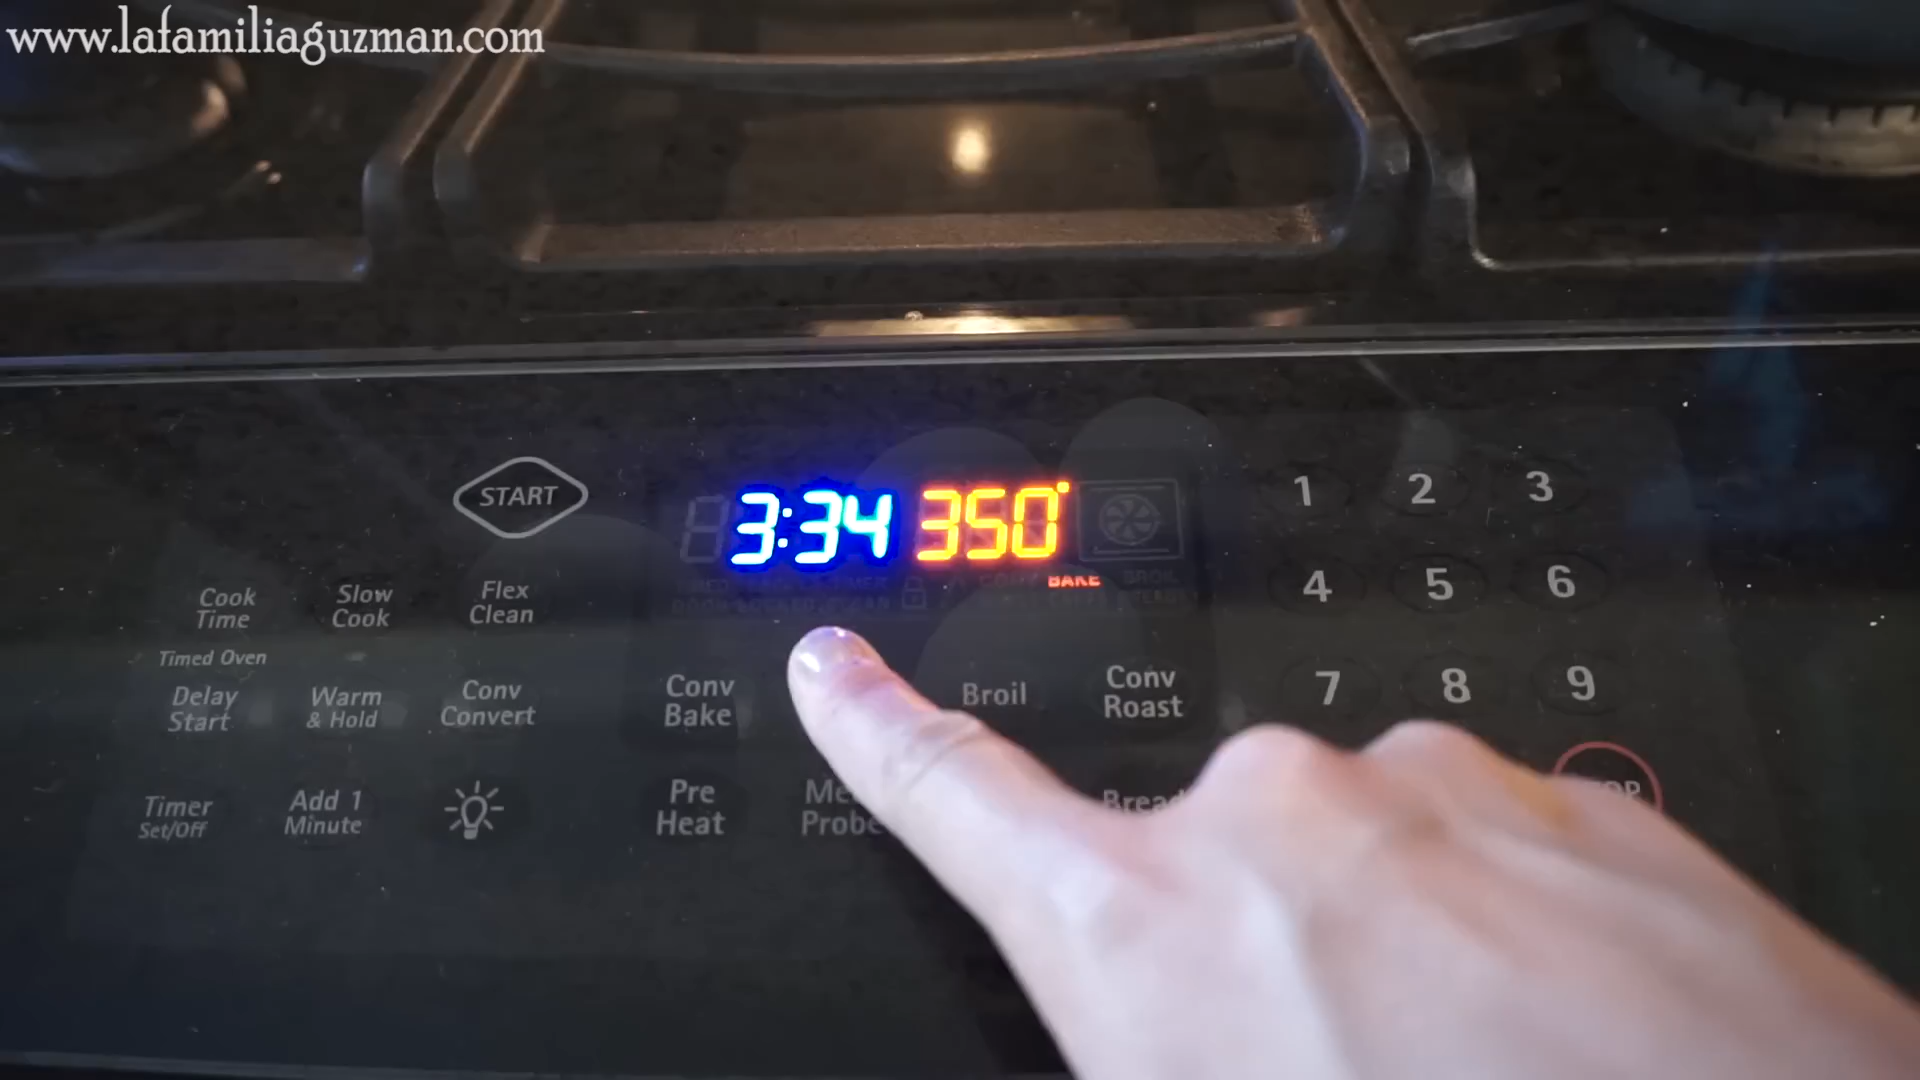 www.lafamiliaguzman.com
START
3:34 350°
BAKE
1 2 3
4 5 6
7 8 9
Cook
Time
Slow
Cook
Flex
Clean
Timed Oven
Delay
Start
Warm
& Hold
Conv
Convert
Conv
Bake
Broil
Conv
Roast
Timer
Set/Off
Add 1
Minute
Pre
Heat
Probe
Bread